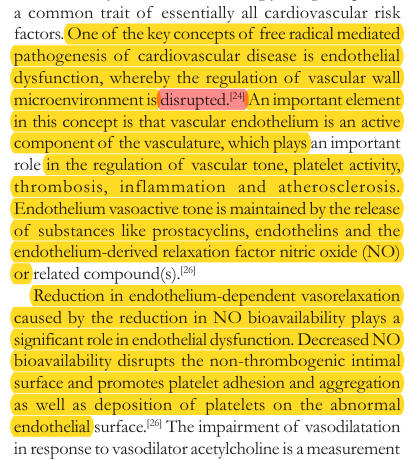 a common trait of essentially all cardiovascular risk
factors. One of the key concepts of free radical mediated
pathogenesis of cardiovascular disease is endothelial
dysfunction, whereby the regulation of vascular wall
microenvironment is disrupted.[24] An important element
in this concept is that vascular endothelium is an active
component of the vasculature, which plays an important
role in the regulation of vascular tone, platelet activity,
thrombosis, inflammation and atherosclerosis.
Endothelium vasoactive tone is maintained by the release
of substances like prostacyclins, endothelins and the
endothelium-derived relaxation factor nitric oxide (NO)
or related compound(s).[26]
Reduction in endothelium-dependent vasorelaxation
caused by the reduction in NO bioavailability plays a
significant role in endothelial dysfunction. Decreased NO
bioavailability disrupts the non-thrombogenic intimal
surface and promotes platelet adhesion and aggregation
as well as deposition of platelets on the abnormal
endothelial surface.[26] The impairment of vasodilatation
in response to vasodilator acetylcholine is a measurement